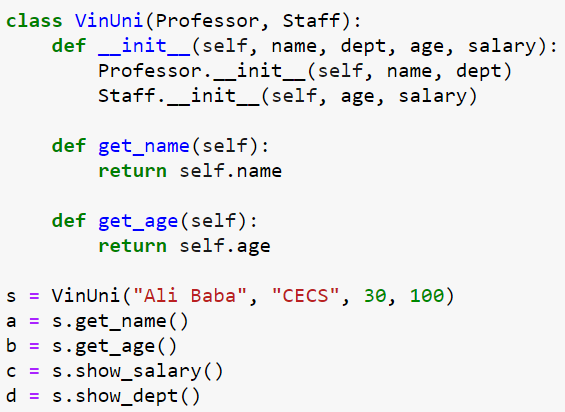 class VinUni(Professor, Staff):
    def __init__(self, name, dept, age, salary):
        Professor.__init__(self, name, dept)
        Staff.__init__(self, age, salary)

    def get_name(self):
        return self.name

    def get_age(self):
        return self.age

s = VinUni("Ali Baba", "CECS", 30, 100)
a = s.get_name()
b = s.get_age()
c = s.show_salary()
d = s.show_dept()